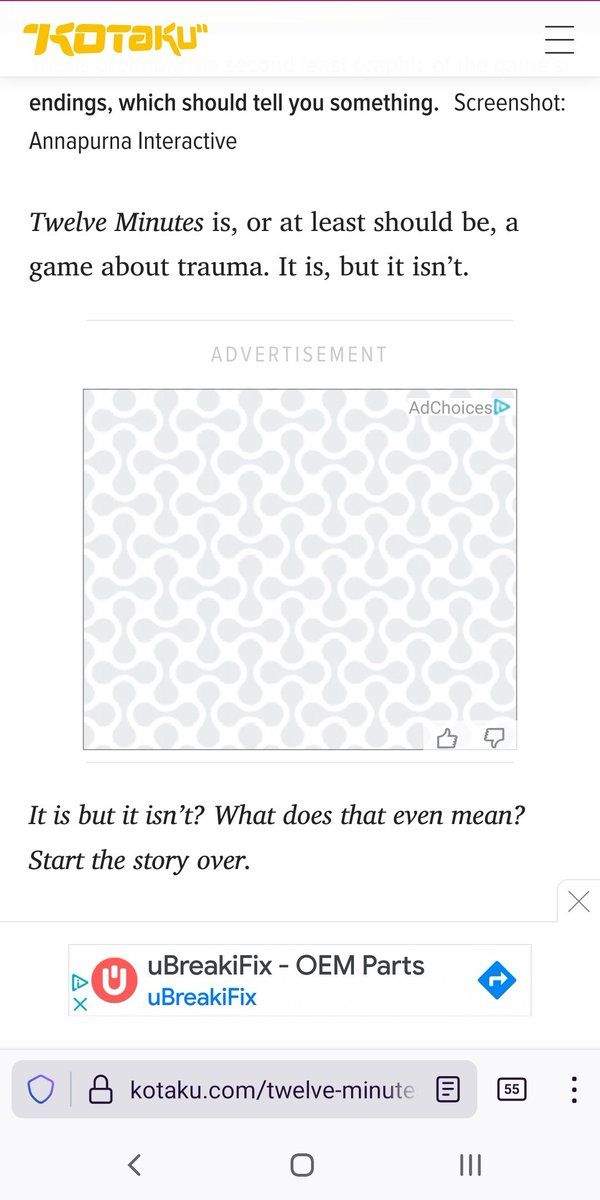 "KOTAKU"
This is probably the second least graphic of the game's
endings, which should tell you something. Screenshot:
Annapurna Interactive
Twelve Minutes is, or at least should be, a
game about trauma. It is, but it isn't.
ADVERTISEMENT
AdChoices
It is but it isn't? What does that even mean?
Start the story over.
uBreakiFix - OEM Parts
uBreakiFix
kotaku.com/twelve-minute
55